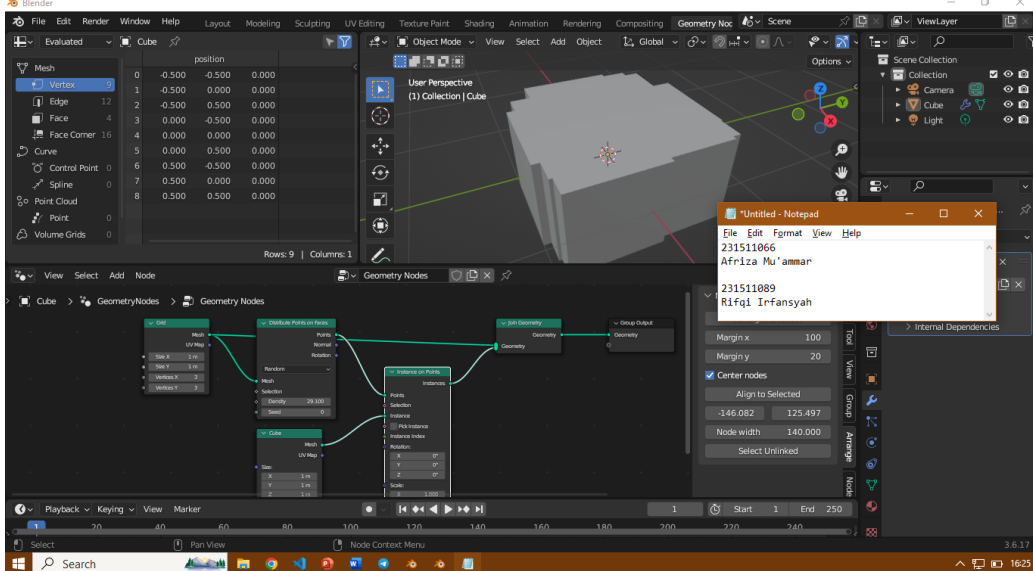 Blender
File Edit Render Window Help Layout Modeling Sculpting UV Editing Texture Paint Shading Animation Rendering Compositing Geometry Noc Scene ViewLayer
Evaluated Cube
Object Mode View Select Add Object Global
Options
Mesh
Vertex 9
Edge 12
Face 4
Face Corner 16
Curve
Control Point 0
Spline 0
Point Cloud
Point 0
Volume Grids 0
position
0 -0.500 -0.500 0.000
1 -0.500 0.000 0.000
2 -0.500 0.500 0.000
3 0.000 -0.500 0.000
4 0.000 0.000 0.000
5 0.000 0.500 0.000
6 0.500 -0.500 0.000
7 0.500 0.000 0.000
8 0.500 0.500 0.000
Rows: 9 | Columns: 1
User Perspective
(1) Collection | Cube
Z
Y
X
Scene Collection
Collection
Camera
Cube
Light
*Untitled - Notepad
File Edit Format View Help
231511066
Afriza Mu'ammar
231511089
Rifqi Irfansyah
Internal Dependencies
View Select Add Node Geometry Nodes
Cube > GeometryNodes > Geometry Nodes
Grid
Mesh
UV Map
Size X 1 m
Size Y 1 m
Vertices X 3
Vertices Y 3
Distribute Points on Faces
Points
Normal
Rotation
Random
Mesh
Selection
Density 29.300
Seed 0
Cube
Mesh
UV Map
Size:
X 1 m
Y 1 m
Z 1 m
Instance on Points
Instances
Points
Selection
Instance
Pick Instance
Instance Index
Rotation:
X 0°
Y 0°
Z 0°
Scale:
X 1.000
Join Geometry
Geometry
Geometry
Group Output
Geometry
Margin x 100
Margin y 20
Center nodes
Align to Selected
-146.082 125.497
Node width 140.000
Select Unlinked
Tool
View
Group
Arrange
Node
Playback Keying View Marker 1 Start 1 End 250
1 20 40 60 80 100 120 140 160 180 200 220 240
Select Pan View Node Context Menu 3.6.17
Search 16:25